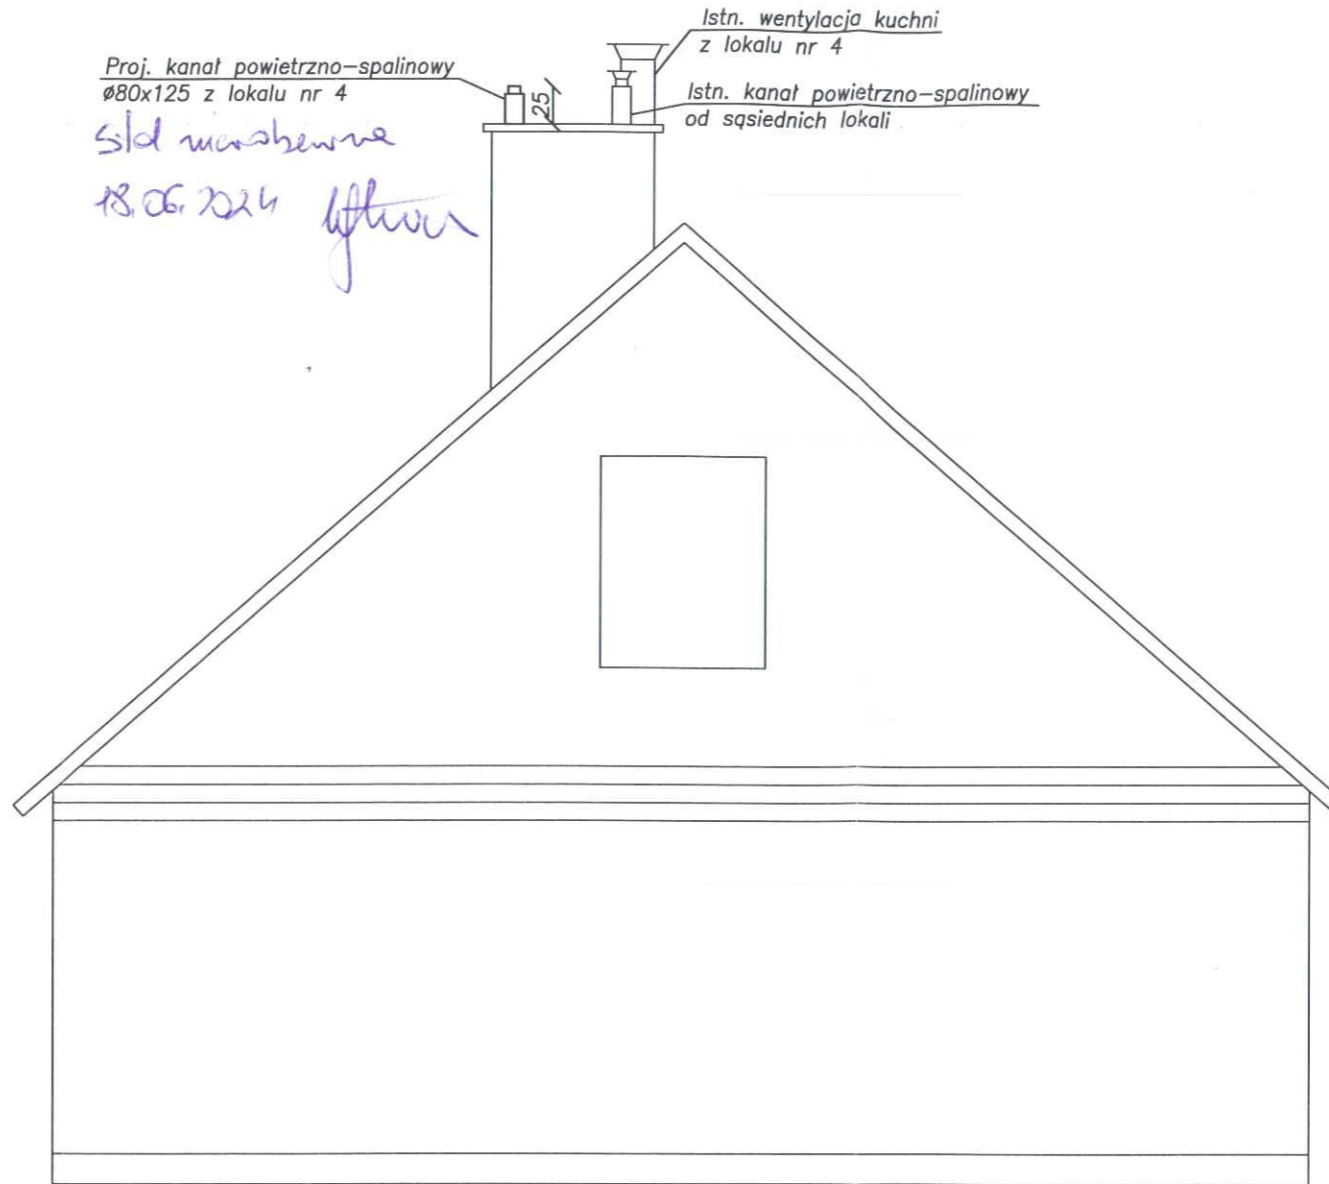 Istn. wentylacja kuchni
z lokalu nr 4
Proj. kanał powietrzno-spalinowy
ø80x125 z lokalu nr 4
25
Istn. kanał powietrzno-spalinowy
od sąsiednich lokali
18.06.2024